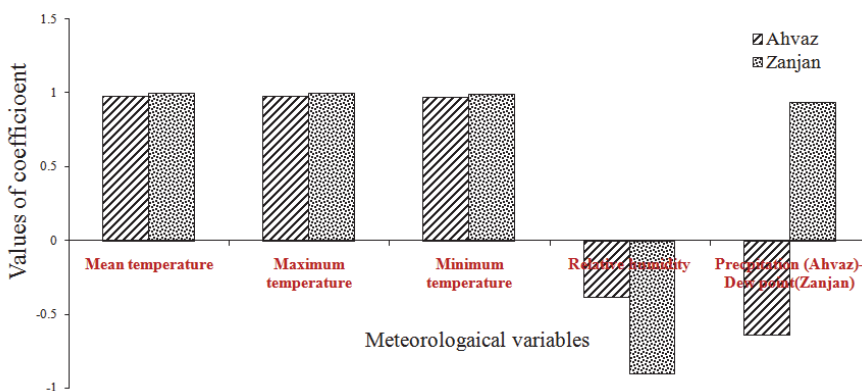 Values of coefficioent
1.5
1
0.5
0
-0.5
-1
Ahvaz
Zanjan
Mean temperature
Maximum
temperature
Minimum
temperature
Relative humidity
Precpitation (Ahvaz)-
Dew point(Zanjan)
Meteorologaical variables